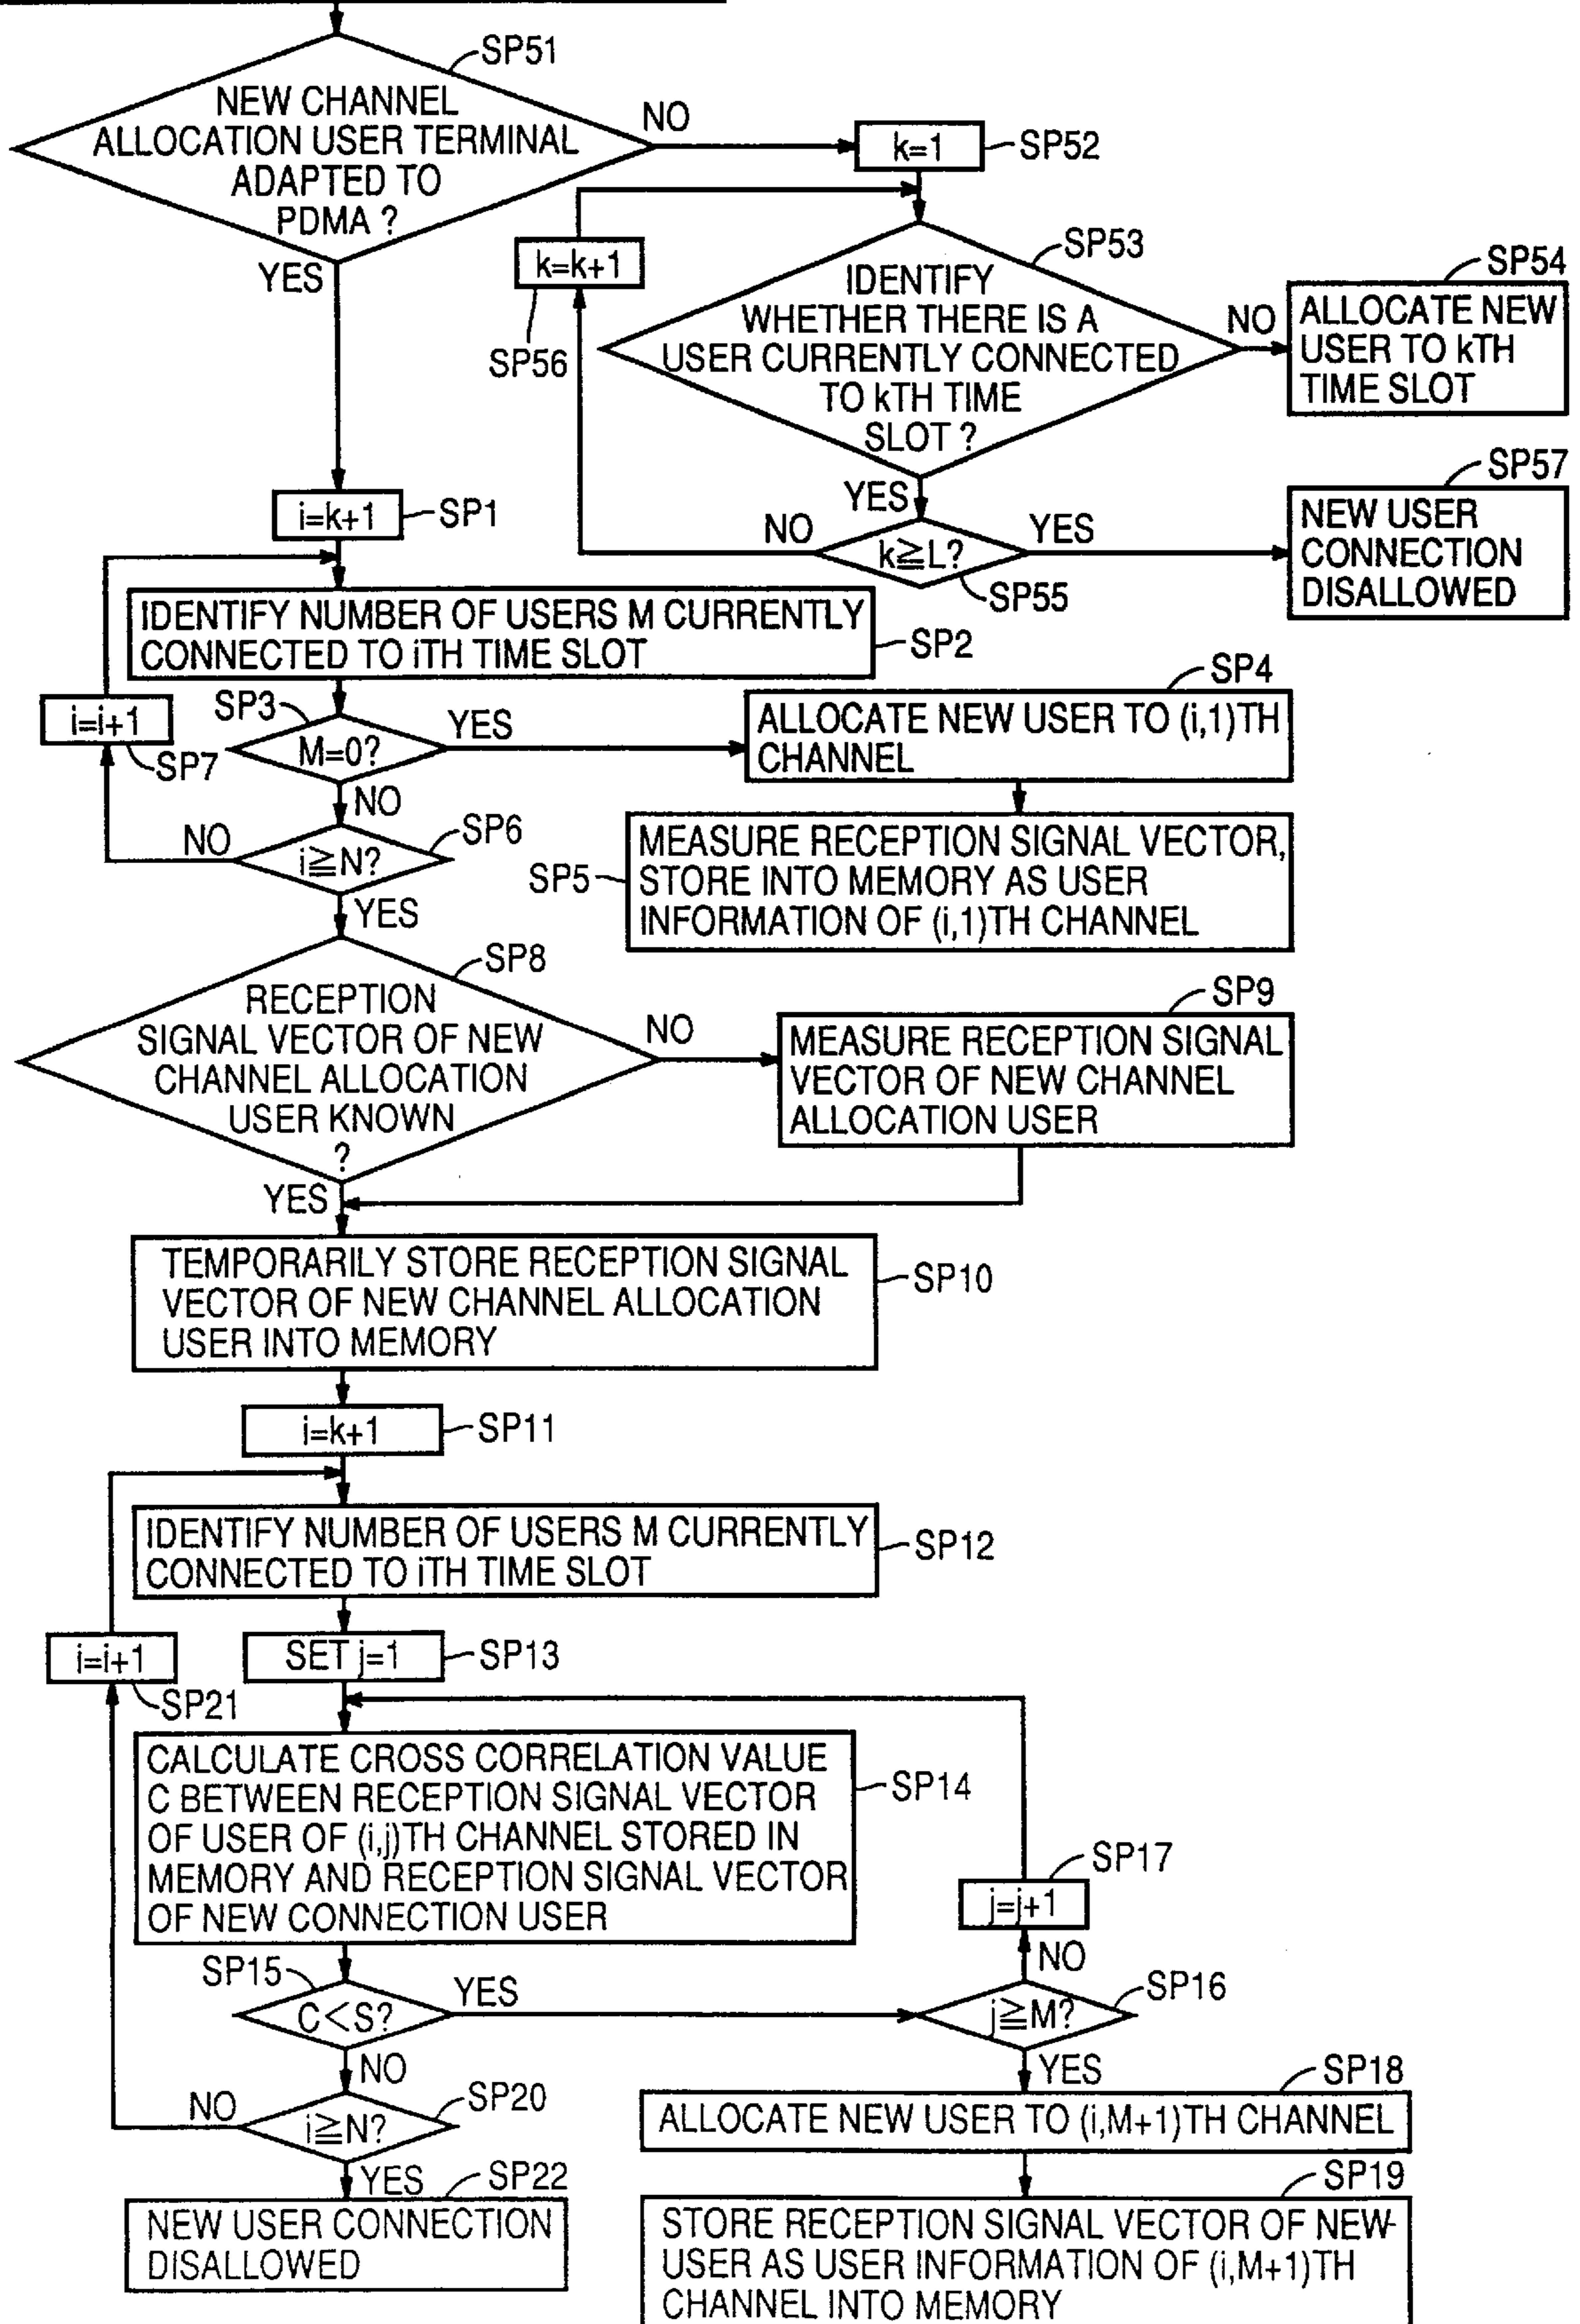 SP51
NEW CHANNEL
ALLOCATION USER TERMINAL
ADAPTED TO
PDMA ?
NO
YES
k=1
SP52
k=k+1
SP56
SP53
IDENTIFY
WHETHER THERE IS A
USER CURRENTLY CONNECTED
TO kTH TIME
SLOT ?
NO
SP54
ALLOCATE NEW
USER TO kTH
TIME SLOT
YES
SP57
NEW USER
CONNECTION
DISALLOWED
NO
k≧L?
YES
SP55
i=k+1
SP1
IDENTIFY NUMBER OF USERS M CURRENTLY
CONNECTED TO iTH TIME SLOT
SP2
i=i+1
SP7
SP3
M=0?
YES
SP4
ALLOCATE NEW USER TO (i,1)TH
CHANNEL
NO
SP6
i≧N?
NO
YES
SP5
MEASURE RECEPTION SIGNAL VECTOR,
STORE INTO MEMORY AS USER
INFORMATION OF (i,1)TH CHANNEL
SP8
RECEPTION
SIGNAL VECTOR OF NEW
CHANNEL ALLOCATION
USER KNOWN
?
NO
SP9
MEASURE RECEPTION SIGNAL
VECTOR OF NEW CHANNEL
ALLOCATION USER
YES
TEMPORARILY STORE RECEPTION SIGNAL
VECTOR OF NEW CHANNEL ALLOCATION
USER INTO MEMORY
SP10
i=k+1
SP11
IDENTIFY NUMBER OF USERS M CURRENTLY
CONNECTED TO iTH TIME SLOT
SP12
i=i+1
SP21
SET j=1
SP13
CALCULATE CROSS CORRELATION VALUE
C BETWEEN RECEPTION SIGNAL VECTOR
OF USER OF (i,j)TH CHANNEL STORED IN
MEMORY AND RECEPTION SIGNAL VECTOR
OF NEW CONNECTION USER
SP14
SP17
j=j+1
NO
SP15
C<S?
YES
SP16
j≧M?
NO
YES
SP20
i≧N?
NO
YES
SP18
ALLOCATE NEW USER TO (i,M+1)TH CHANNEL
SP22
NEW USER CONNECTION
DISALLOWED
SP19
STORE RECEPTION SIGNAL VECTOR OF NEW
USER AS USER INFORMATION OF (i,M+1)TH
CHANNEL INTO MEMORY